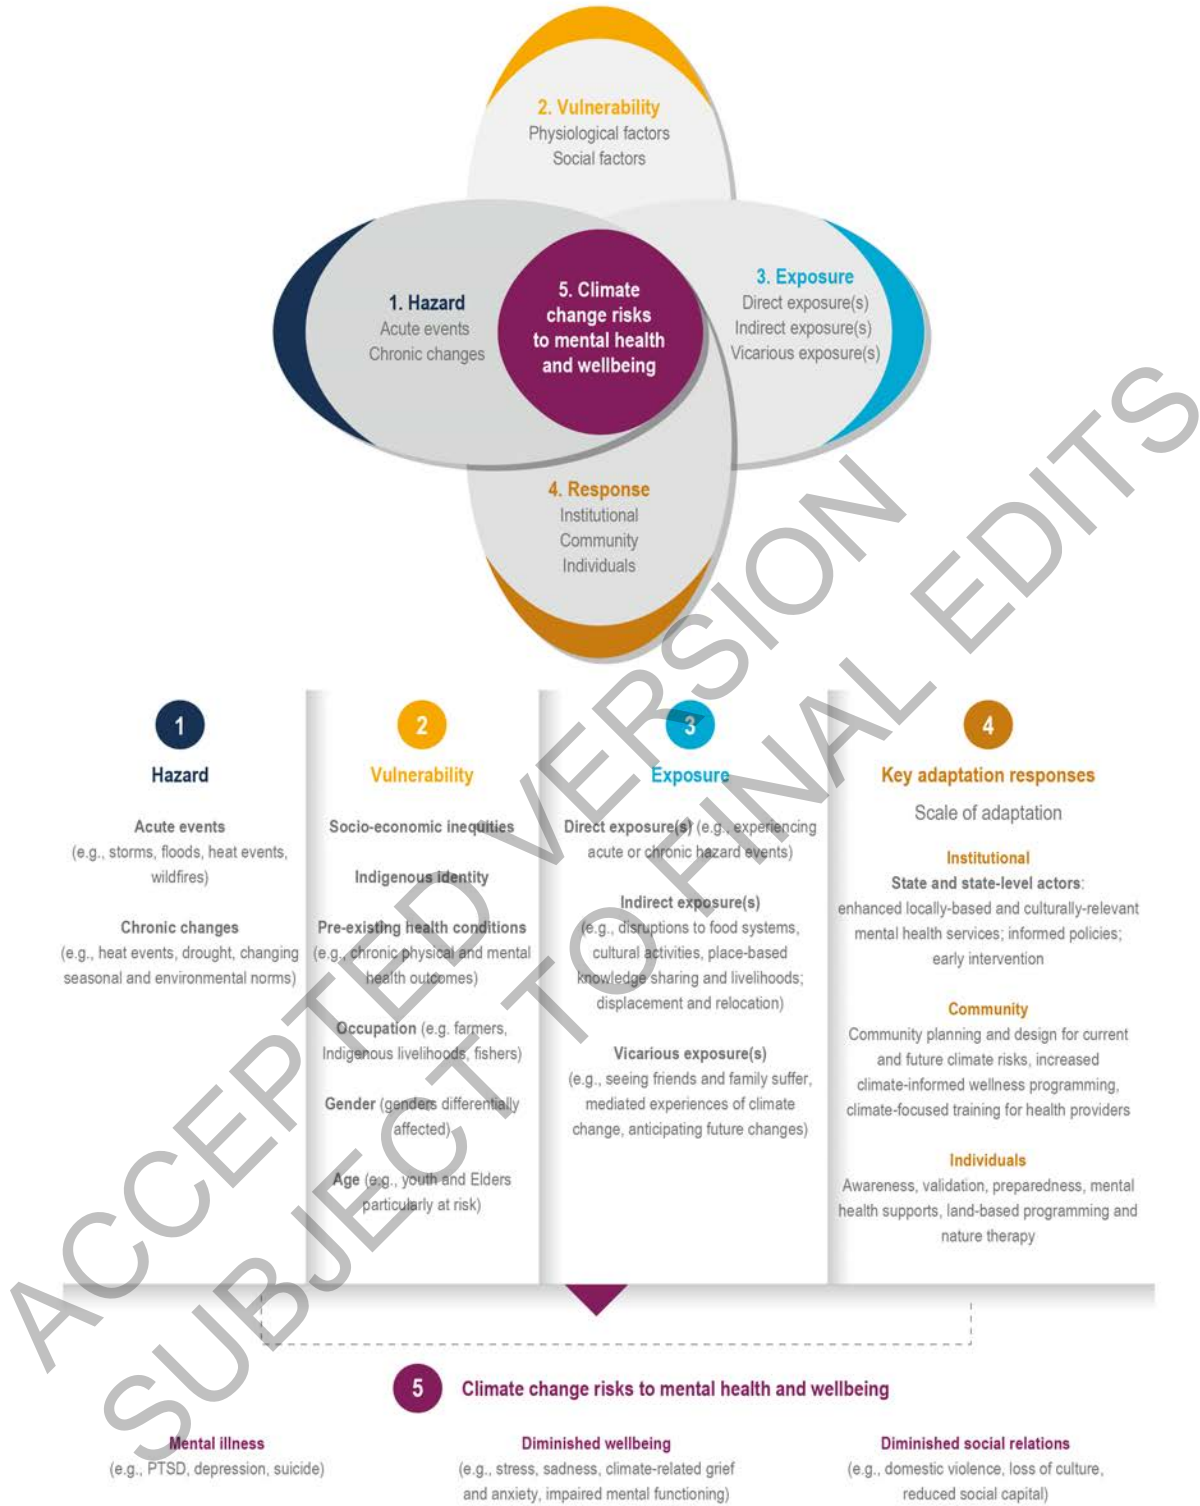 2. Vulnerability
Physiological factors
Social factors
1. Hazard
Acute events
Chronic changes
5. Climate
change risks
to mental health
and wellbeing
3. Exposure
Direct exposure(s)
Indirect exposure(s)
Vicarious exposure(s)
4. Response
Institutional
Community
Individuals
1
Hazard
Acute events
(e.g., storms, floods, heat events,
wildfires)
Chronic changes
(e.g., heat events, drought, changing
seasonal and environmental norms)
2
Vulnerability
Socio-economic inequities
Indigenous identity
Pre-existing health conditions
(e.g., chronic physical and mental
health outcomes)
Occupation (e.g. farmers,
Indigenous livelihoods, fishers)
Gender (genders differentially
affected)
Age (e.g., youth and Elders
particularly at risk)
3
Exposure
Direct exposure(s) (e.g., experiencing
acute or chronic hazard events)
Indirect exposure(s)
(e.g., disruptions to food systems,
cultural activities, place-based
knowledge sharing and livelihoods;
displacement and relocation)
Vicarious exposure(s)
(e.g., seeing friends and family suffer,
mediated experiences of climate
change, anticipating future changes)
4
Key adaptation responses
Scale of adaptation
Institutional
State and state-level actors:
enhanced locally-based and culturally-relevant
mental health services; informed policies;
early intervention
Community
Community planning and design for current
and future climate risks, increased
climate-informed wellness programming,
climate-focused training for health providers
Individuals
Awareness, validation, preparedness, mental
health supports, land-based programming and
nature therapy
5
Climate change risks to mental health and wellbeing
Mental illness
(e.g., PTSD, depression, suicide)
Diminished wellbeing
(e.g., stress, sadness, climate-related grief
and anxiety, impaired mental functioning)
Diminished social relations
(e.g., domestic violence, loss of culture,
reduced social capital)
ACCEPTED VERSION
SUBJECT TO FINAL EDITS